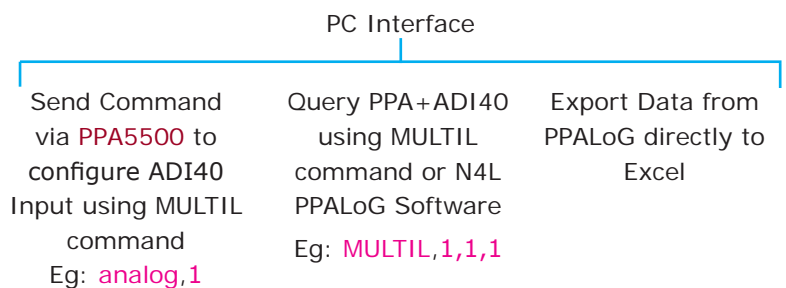 PC Interface
Send Command
via PPA5500 to
configure ADI40
Input using MULTIL
command
Eg: analog,1
Query PPA+ADI40
using MULTIL
command or N4L
PPALoG Software
Eg: MULTIL,1,1,1
Export Data from
PPALoG directly to
Excel